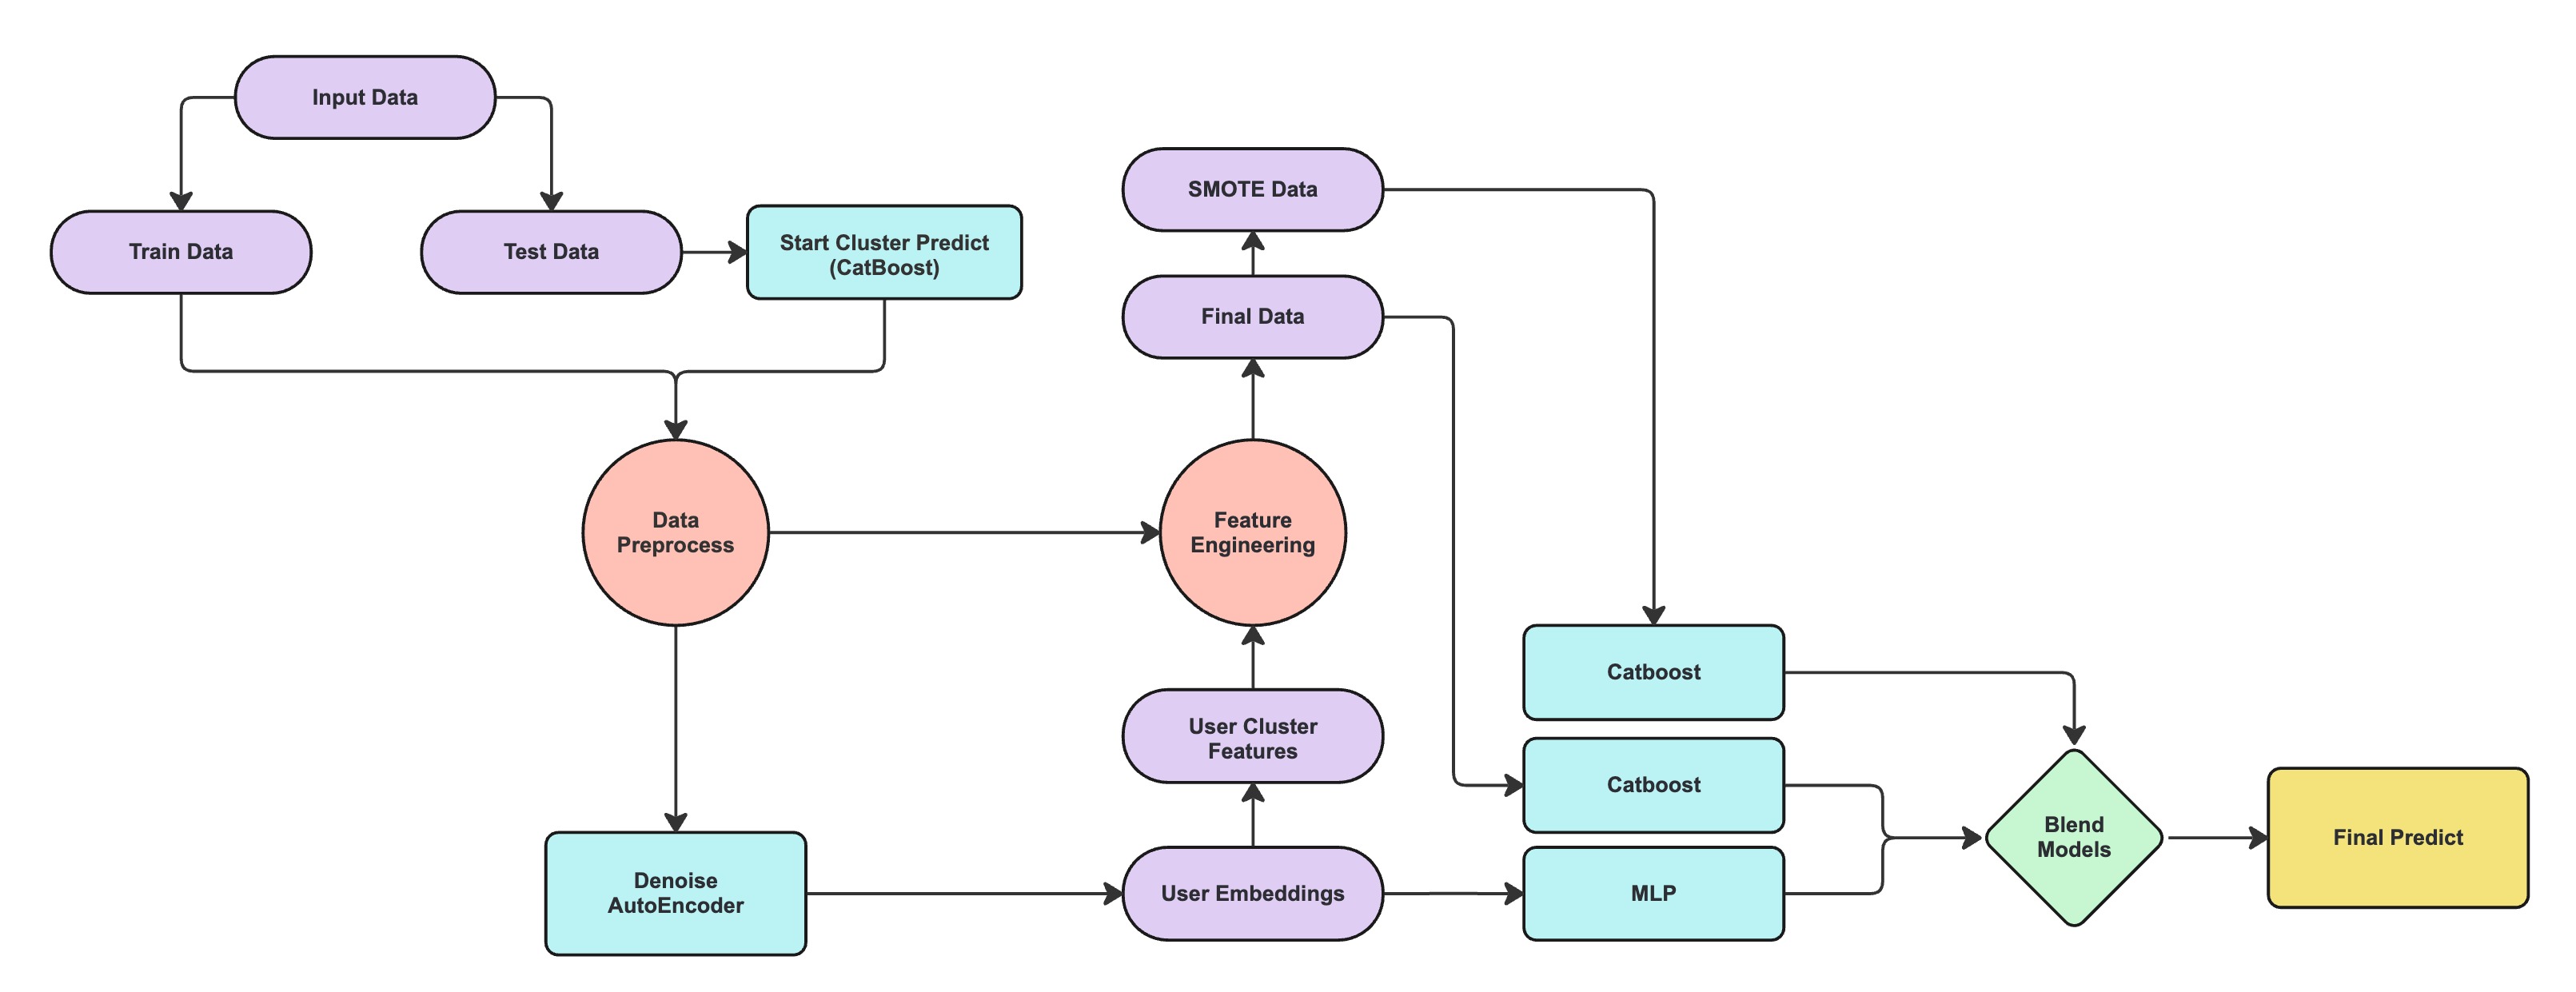 Input Data
Train Data
Test Data
Start Cluster Predict
(CatBoost)
SMOTE Data
Final Data
Data
Preprocess
Feature
Engineering
User Cluster
Features
Denoise
AutoEncoder
User Embeddings
Catboost
Catboost
MLP
Blend
Models
Final Predict